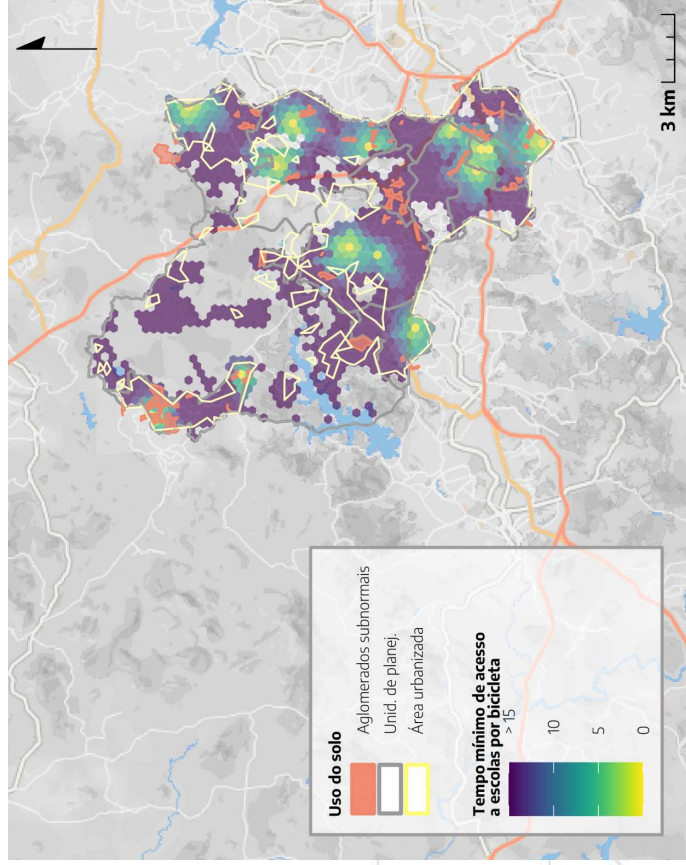 3 km
Uso do solo
Aglomerados subnormais
Unid. de planej.
Área urbanizada
Tempo mínimo de acesso
a escolas por bicicleta
> 15
10
5
0